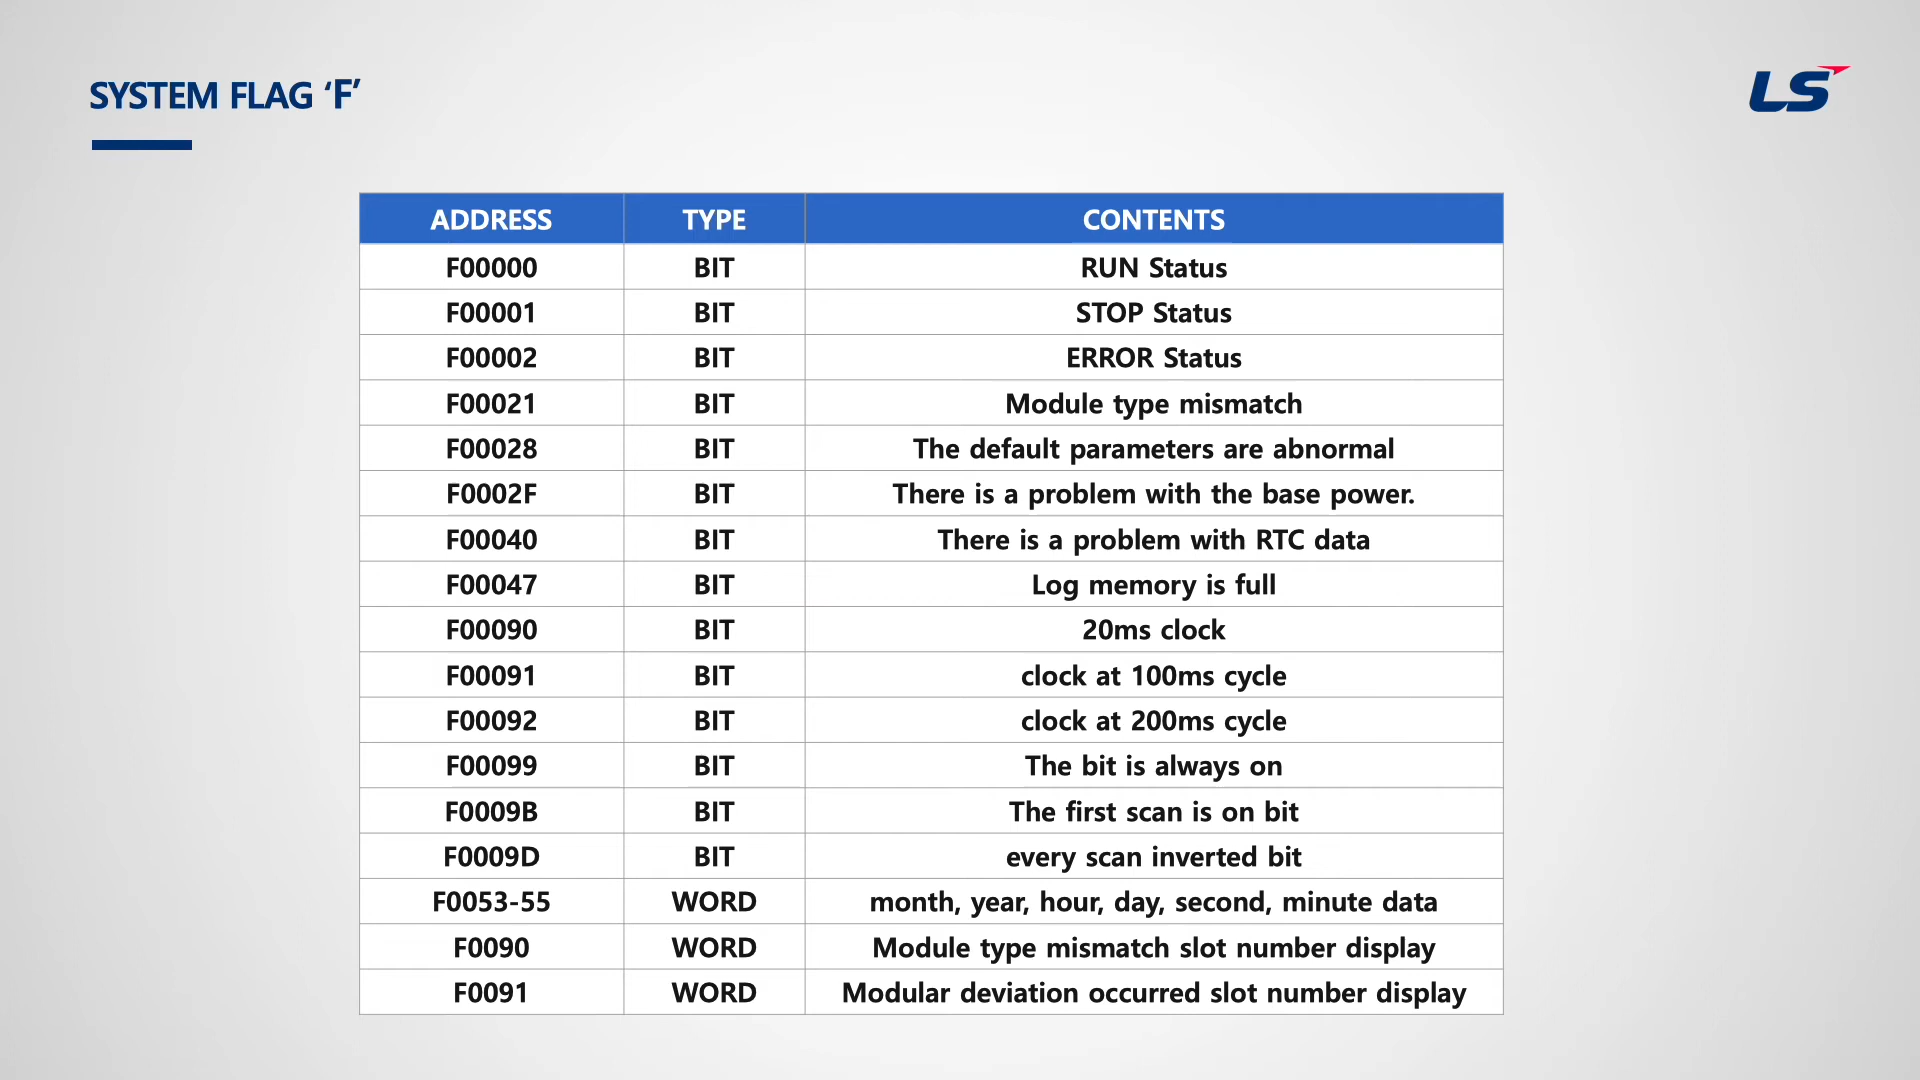 SYSTEM FLAG ‘F’
LS
ADDRESS TYPE CONTENTS
F00000 BIT RUN Status
F00001 BIT STOP Status
F00002 BIT ERROR Status
F00021 BIT Module type mismatch
F00028 BIT The default parameters are abnormal
F0002F BIT There is a problem with the base power.
F00040 BIT There is a problem with RTC data
F00047 BIT Log memory is full
F00090 BIT 20ms clock
F00091 BIT clock at 100ms cycle
F00092 BIT clock at 200ms cycle
F00099 BIT The bit is always on
F0009B BIT The first scan is on bit
F0009D BIT every scan inverted bit
F0053-55 WORD month, year, hour, day, second, minute data
F0090 WORD Module type mismatch slot number display
F0091 WORD Modular deviation occurred slot number display